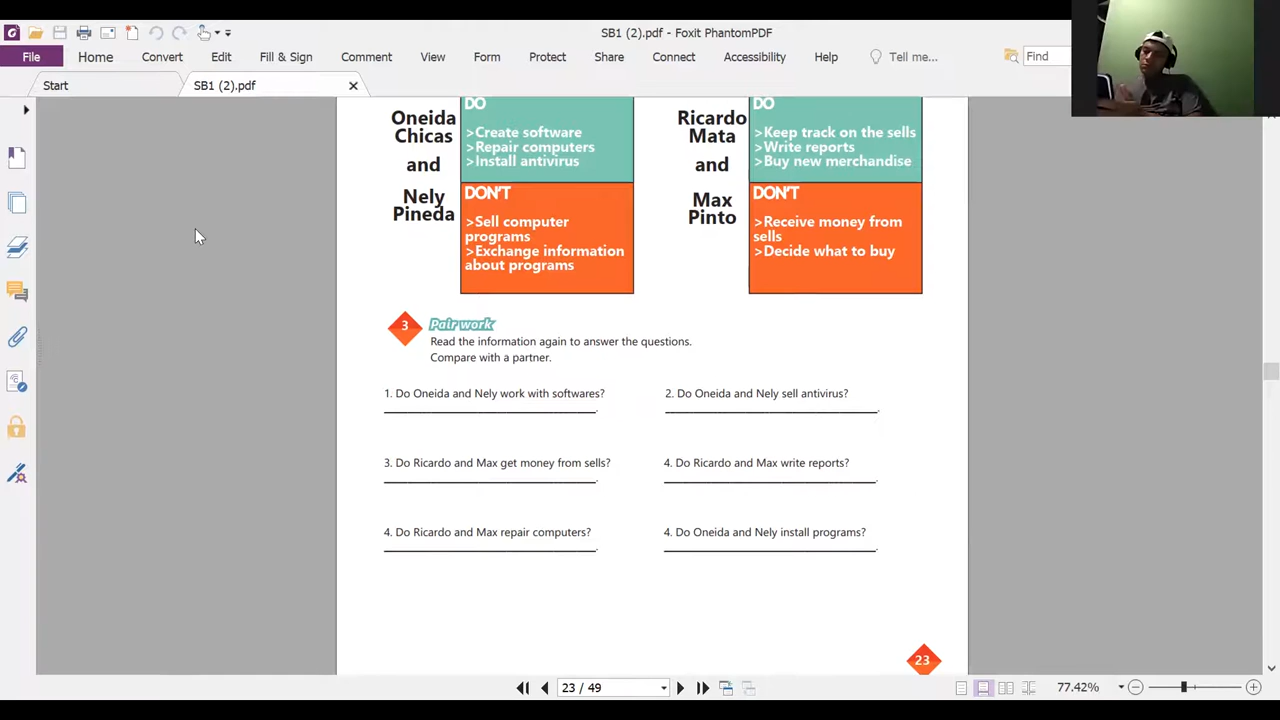 SB1 (2).pdf - Foxit PhantomPDF
File Home Convert Edit Fill & Sign Comment View Form Protect Share Connect Accessibility Help Tell me... Find
Start SB1 (2).pdf
Oneida
Chicas
and
Nely
Pineda
DO
>Create software
>Repair computers
>Install antivirus
DON'T
>Sell computer
programs
>Exchange information
about programs
Ricardo
Mata
and
Max
Pinto
DO
>Keep track on the sells
>Write reports
>Buy new merchandise
DON'T
>Receive money from
sells
>Decide what to buy
3 Pair work
Read the information again to answer the questions.
Compare with a partner.
1. Do Oneida and Nely work with softwares?
2. Do Oneida and Nely sell antivirus?
3. Do Ricardo and Max get money from sells?
4. Do Ricardo and Max write reports?
4. Do Ricardo and Max repair computers?
4. Do Oneida and Nely install programs?
23
23 / 49
77.42%